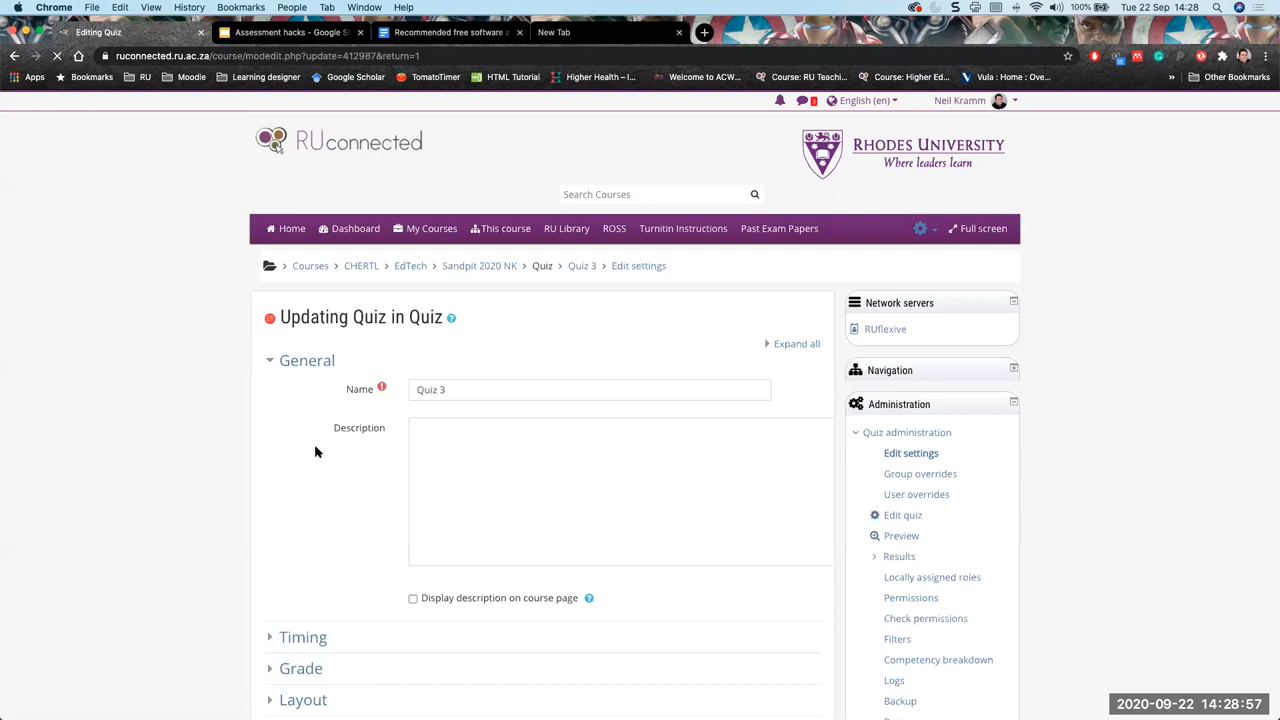 Chrome File Edit View History Bookmarks People Tab Window Help 100% Tue 22 Sep 14:28
Editing Quiz Assessment hacks - Google S Recommended free software a New Tab
ruconnected.ru.ac.za/course/modedit.php?update=412987&return=1
Apps Bookmarks RU Moodle Learning designer Google Scholar TomatoTimer HTML Tutorial Higher Health – I... Welcome to ACW... Course: RU Teachi... Course: Higher Ed... Vula : Home : Ove... Other Bookmarks
3 English (en) Neil Kramm
RUconnected
RHODES UNIVERSITY
Where leaders learn
Search Courses
Home Dashboard My Courses This course RU Library ROSS Turnitin Instructions Past Exam Papers Full screen
Courses CHERTL EdTech Sandpit 2020 NK Quiz Quiz 3 Edit settings
Updating Quiz in Quiz
Expand all
General
Name Quiz 3
Description
Display description on course page
Timing
Grade
Layout
Network servers
RUflexive
Navigation
Administration
Quiz administration
Edit settings
Group overrides
User overrides
Edit quiz
Preview
Results
Locally assigned roles
Permissions
Check permissions
Filters
Competency breakdown
Logs
Backup
2020-09-22 14:28:57